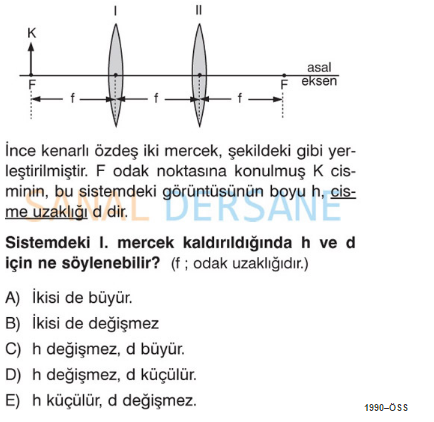 I II
K
F f f f F asal
eksen
İnce kenarlı özdeş iki mercek, şekildeki gibi yer-
leştirilmiştir. F odak noktasına konulmuş K cis-
minin, bu sistemdeki görüntüsünün boyu h, cis-
me uzaklığı d dir.
SANAL DERSANE
Sistemdeki I. mercek kaldırıldığında h ve d
için ne söylenebilir? (f ; odak uzaklığıdır.)
A) İkisi de büyür.
B) İkisi de değişmez
C) h değişmez, d büyür.
D) h değişmez, d küçülür.
E) h küçülür, d değişmez.
1990–ÖSS